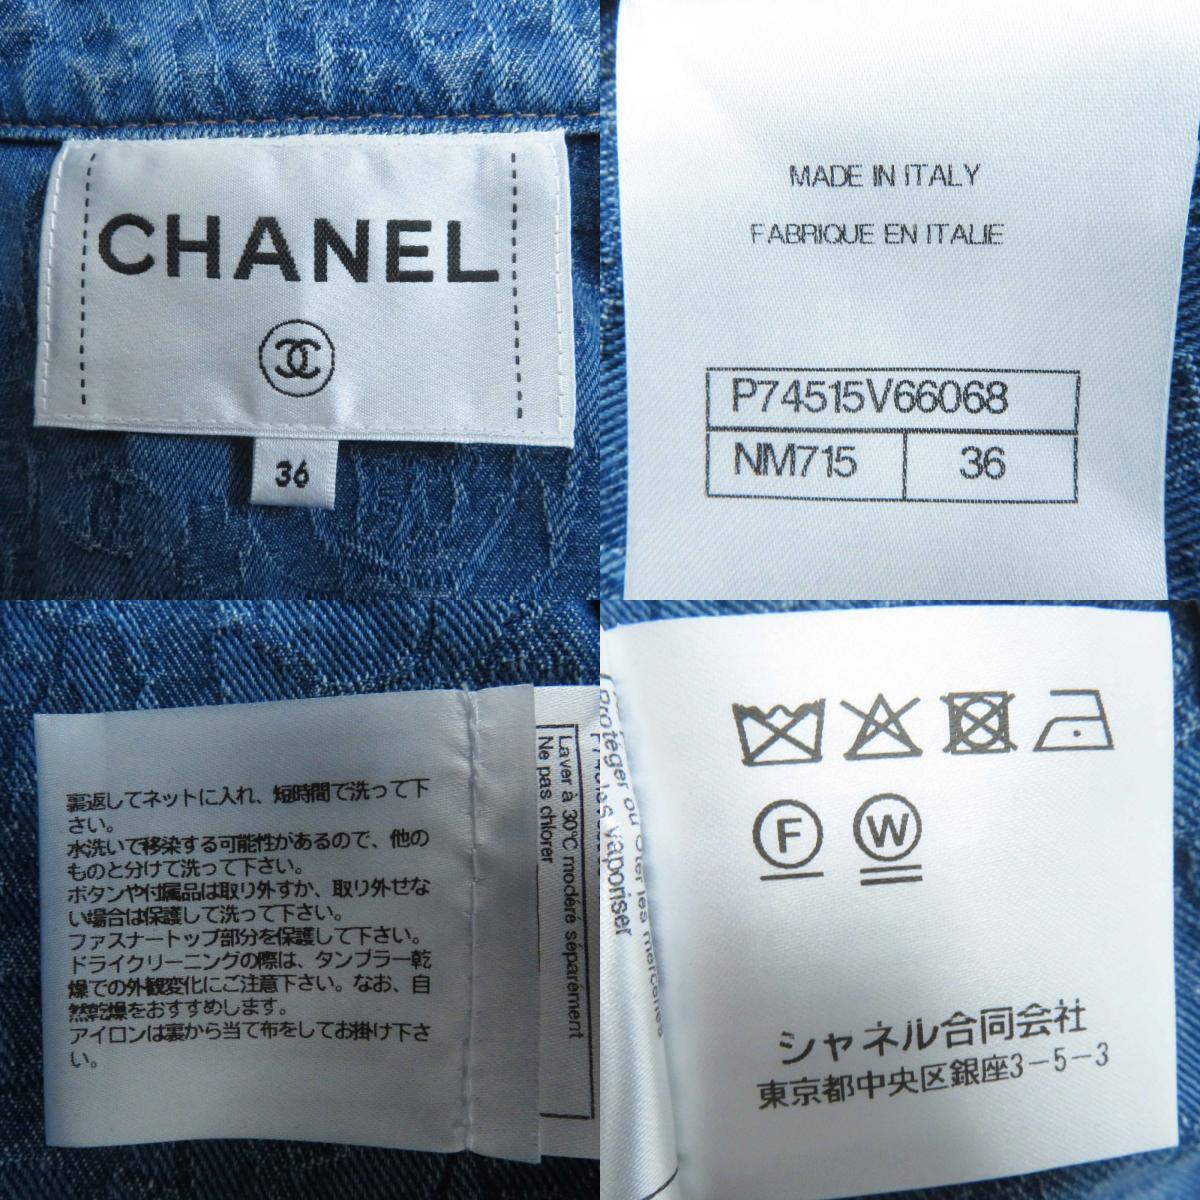 CHANEL
36
MADE IN ITALY
FABRIQUE EN ITALIE
P74515V66068
NM715 36
裏返してネットに入れ、短時間で洗って下
さい。
水洗いで移染する可能性があるので、他の
ものと分けて洗って下さい。
ボタンや付属品は取り外すか、取り外せな
い場合は保護して洗って下さい。
ファスナートップ部分を保護して下さい。
ドライクリーニングの際は、タンブラー乾
燥での外観変化にご注意下さい。なお、自
然乾燥をおすすめします。
アイロンは裏から当て布をしてお掛け下さ
い。
Laver à 30°C modéré séparément
Ne pas chlorer
Protéger ou Oter les merceries
vaporiser
F
W
シャネル合同会社
東京都中央区銀座3-5-3